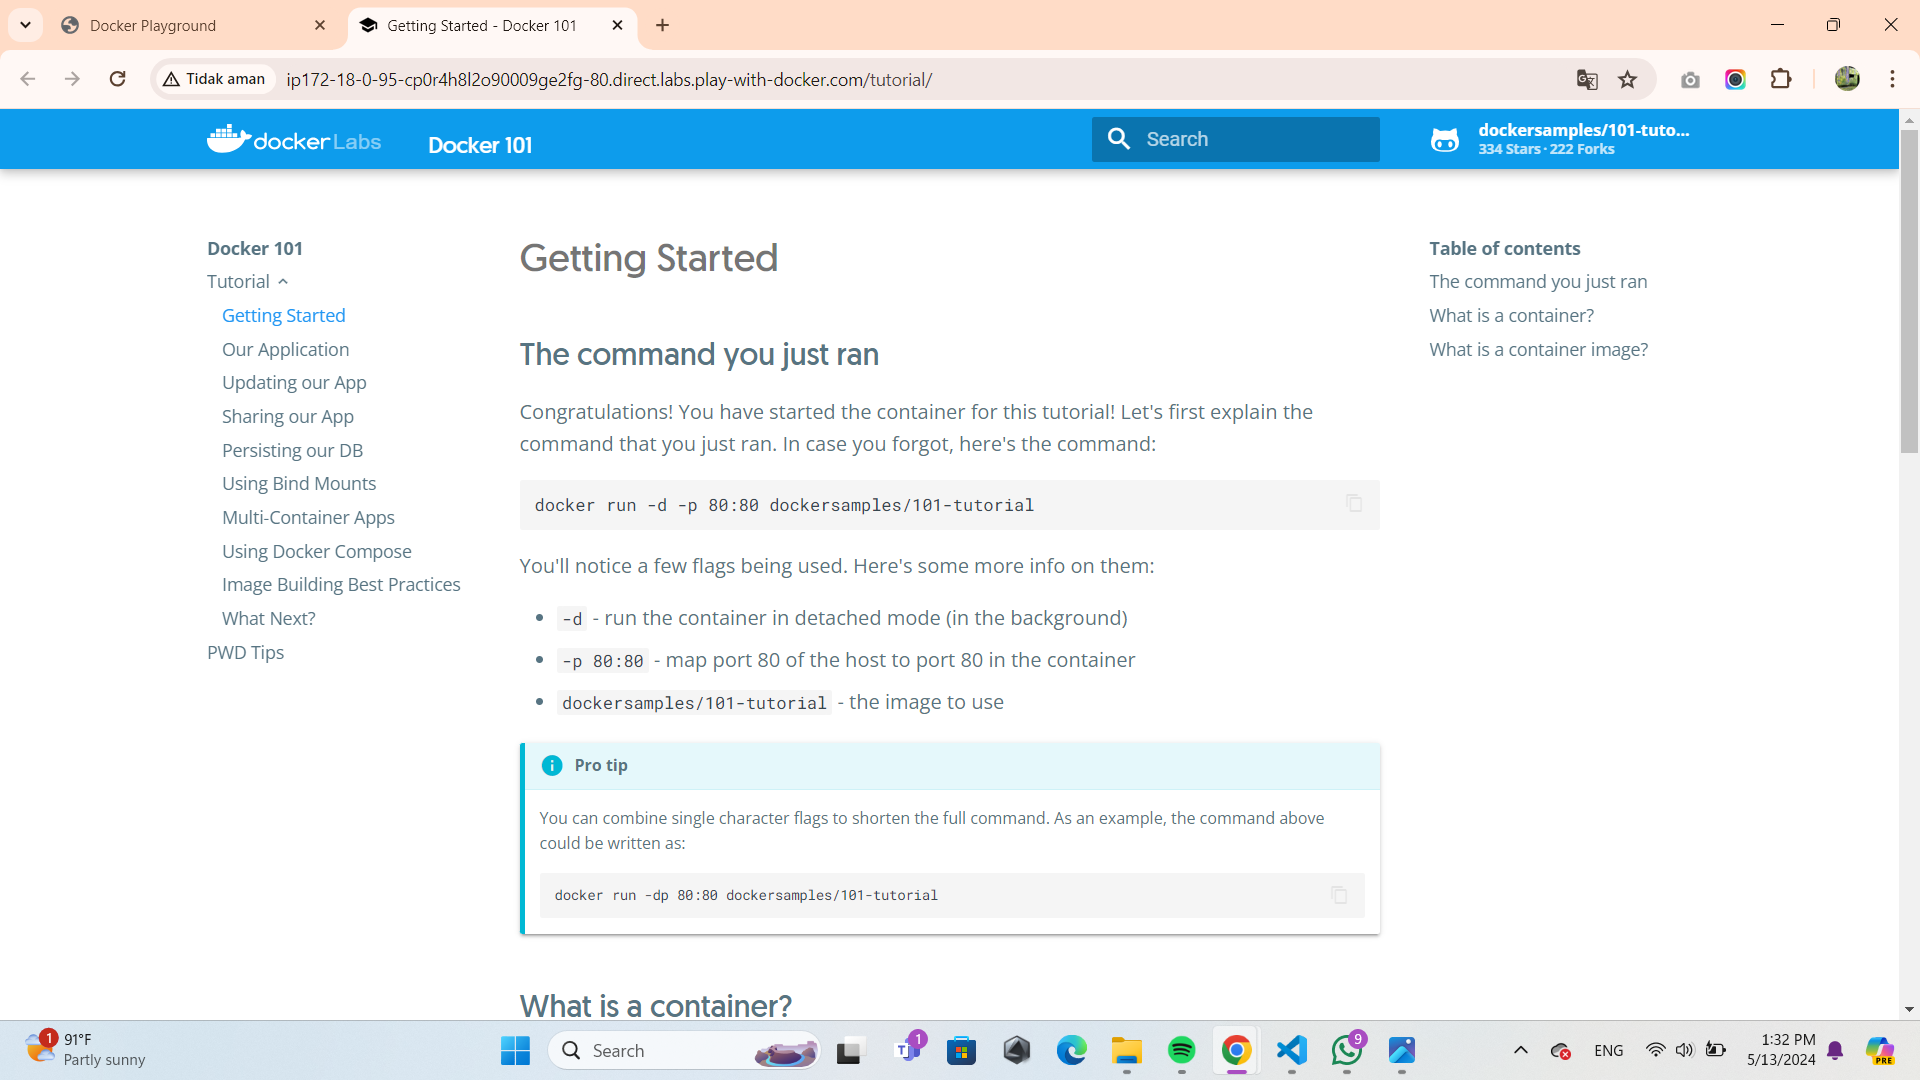 Docker Playground
Getting Started - Docker 101
Tidak aman
ip172-18-0-95-cp0r4h8l2o90009ge2fg-80.direct.labs.play-with-docker.com/tutorial/
dockerLabs
Docker 101
Search
dockersamples/101-tuto...
334 Stars · 222 Forks
Docker 101
Tutorial
Getting Started
Our Application
Updating our App
Sharing our App
Persisting our DB
Using Bind Mounts
Multi-Container Apps
Using Docker Compose
Image Building Best Practices
What Next?
PWD Tips
Getting Started
The command you just ran
Congratulations! You have started the container for this tutorial! Let's first explain the
command that you just ran. In case you forgot, here's the command:
docker run -d -p 80:80 dockersamples/101-tutorial
You'll notice a few flags being used. Here's some more info on them:
-d - run the container in detached mode (in the background)
-p 80:80 - map port 80 of the host to port 80 in the container
dockersamples/101-tutorial - the image to use
Pro tip
You can combine single character flags to shorten the full command. As an example, the command above
could be written as:
docker run -dp 80:80 dockersamples/101-tutorial
What is a container?
Table of contents
The command you just ran
What is a container?
What is a container image?
1
91°F
Partly sunny
Search
1
9
ENG
1:32 PM
5/13/2024
PRE